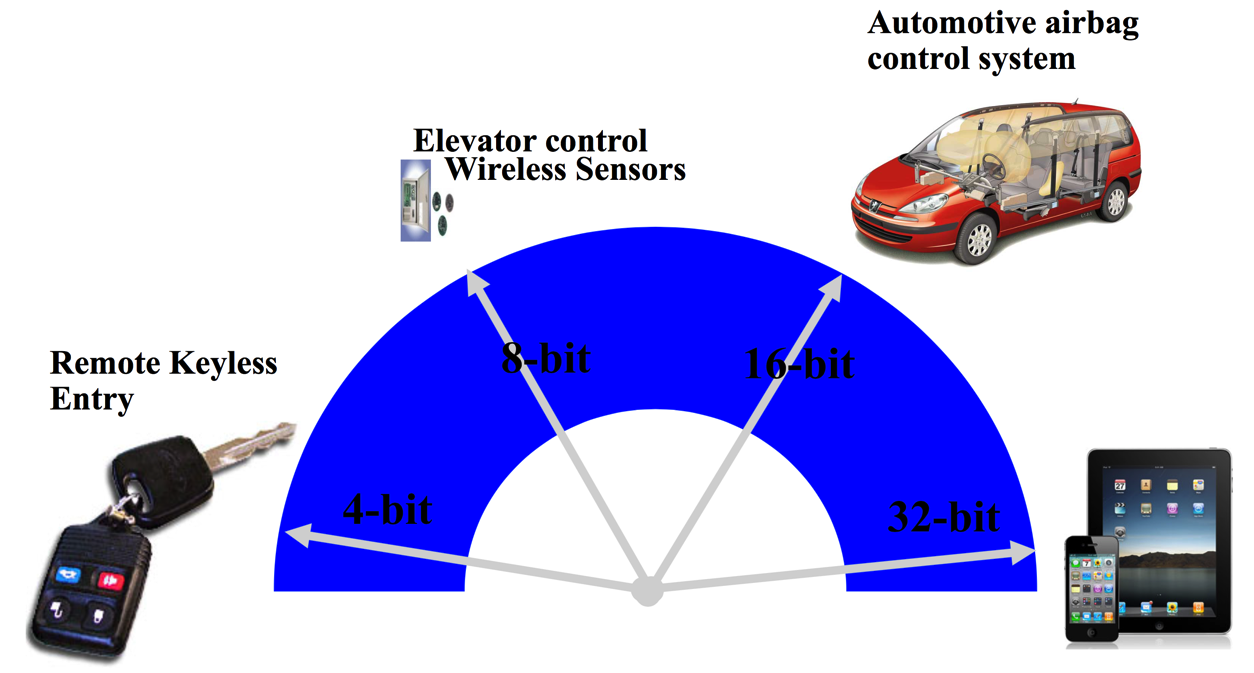 Automotive airbag
control system
Elevator control
Wireless Sensors
Remote Keyless
Entry
8-bit
16-bit
4-bit
32-bit